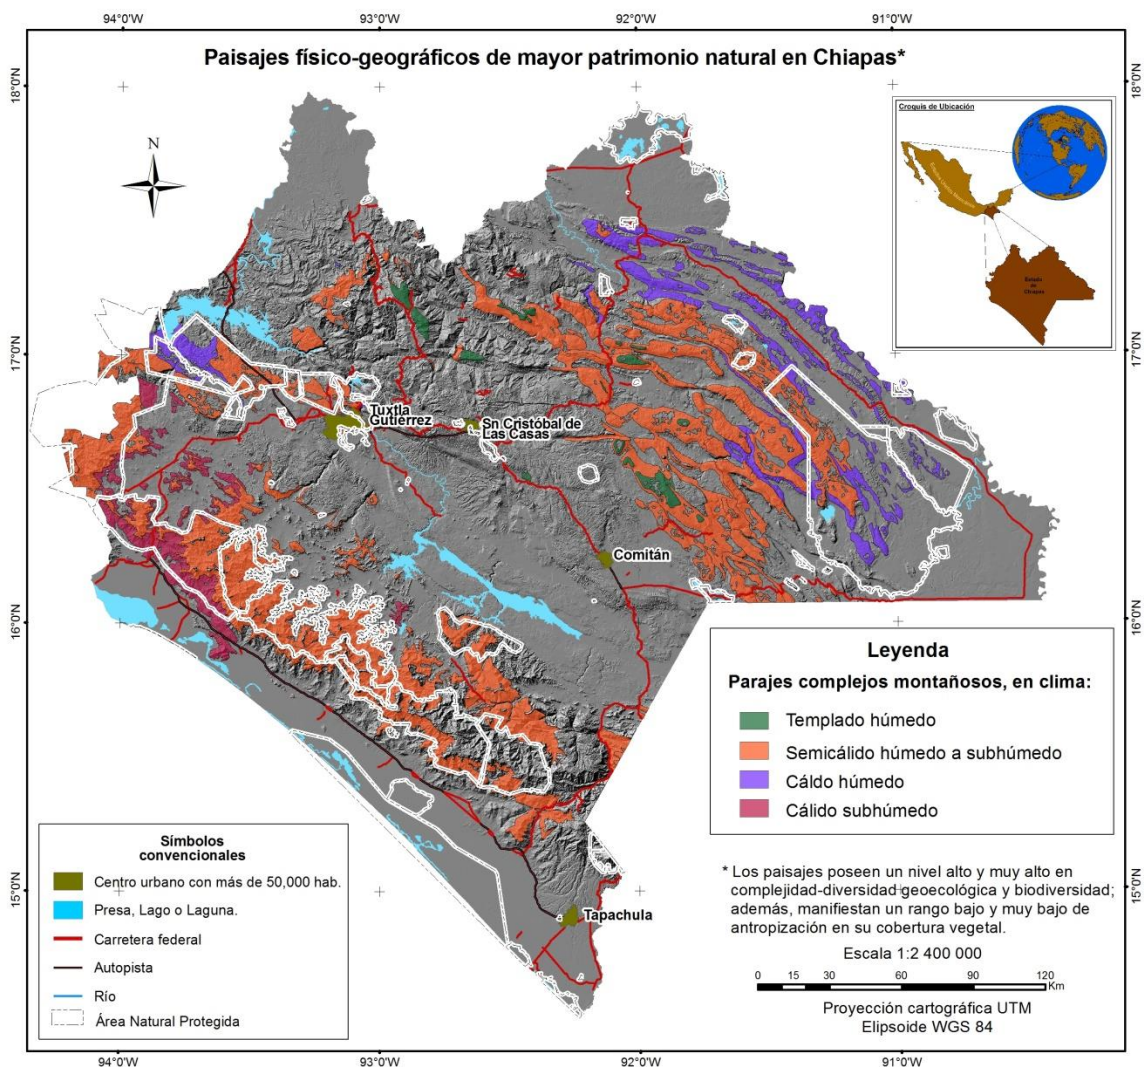 94°0'W
93°0'W
92°0'W
91°0'W
Paisajes físico-geográficos de mayor patrimonio natural en Chiapas*
18°0'N
18°0'N
Croquis de Ubicación
N
Estado
de
Chiapas
17°0'N
17°0'N
Tuxtla
Gutiérrez
Sn Cristóbal de
Las Casas
Comitán
16°0'N
16°0'N
Leyenda
Parajes complejos montañosos, en clima:
Templado húmedo
Semicálido húmedo a subhúmedo
Cáldo húmedo
Cálido subhúmedo
Símbolos
convencionales
Centro urbano con más de 50,000 hab.
Presa, Lago o Laguna.
Carretera federal
Autopista
Río
Área Natural Protegida
15°0'N
15°0'N
Tapachula
* Los paisajes poseen un nivel alto y muy alto en
complejidad-diversidad geoecológica y biodiversidad;
además, manifiestan un rango bajo y muy bajo de
antropización en su cobertura vegetal.
Escala 1:2 400 000
0 15 30 60 90 120
Km
Proyección cartográfica UTM
Elipsoide WGS 84
94°0'W
93°0'W
92°0'W
91°0'W